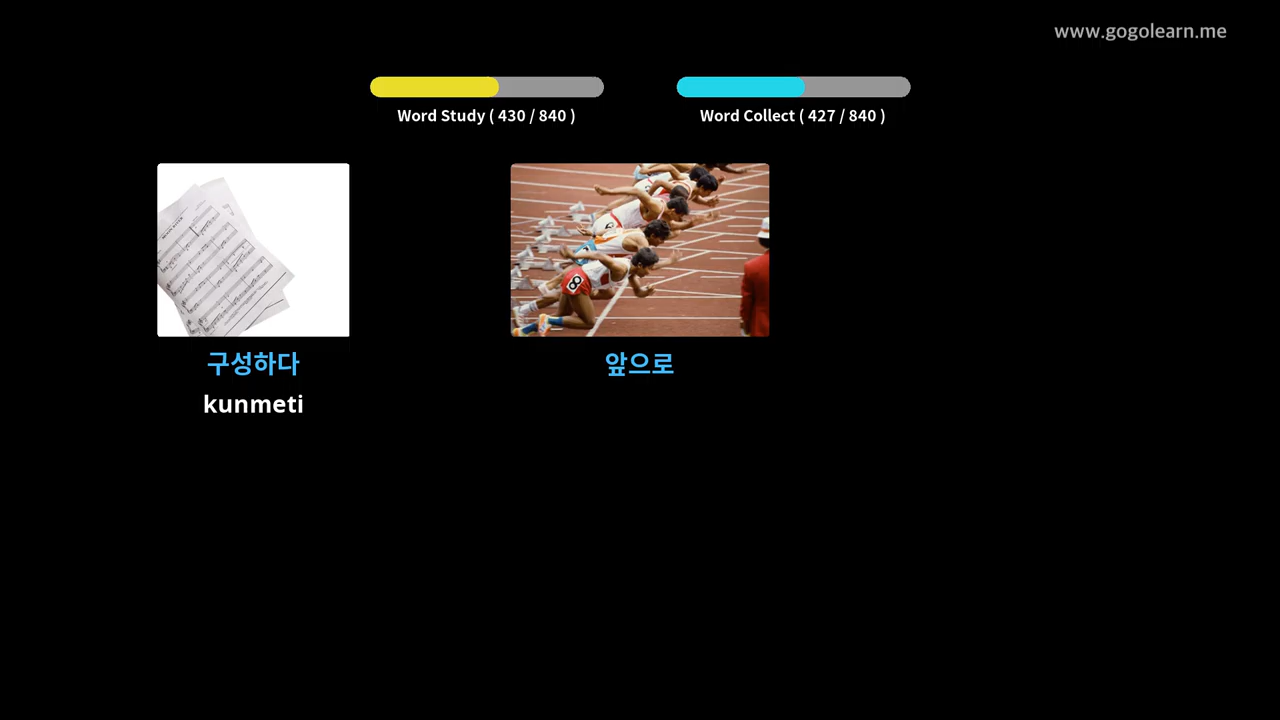 www.gogolearn.me
Word Study ( 430 / 840 )
Word Collect ( 427 / 840 )
구성하다
kunmeti
앞으로